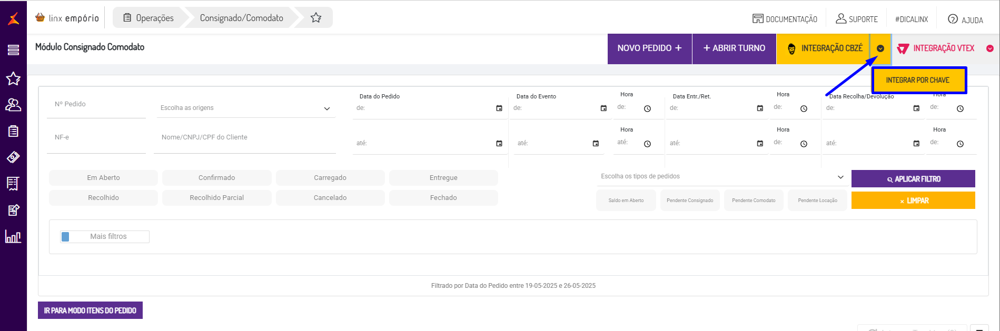 linx empório
Operações
Consignado/Comodato
DOCUMENTAÇÃO
SUPORTE
#DICALINX
AJUDA
Módulo Consignado Comodato
NOVO PEDIDO +
+ ABRIR TURNO
INTEGRAÇÃO CBZÉ
INTEGRAÇÃO VTEX
INTEGRAR POR CHAVE
Nº Pedido
Escolha as origens
Data do Pedido
de:
Data do Evento
de:
Hora
de:
Data Entr./Ret.
de:
Hora
de:
Data Recolha/Devolução
de:
Hora
de:
NF-e
Nome/CNPJ/CPF do Cliente
até:
até:
Hora
até:
até:
Hora
de:
até:
Hora
de:
Em Aberto
Confirmado
Carregado
Entregue
Escolha os tipos de pedidos
APLICAR FILTRO
Recolhido
Recolhido Parcial
Cancelado
Fechado
Saldo em Aberto
Pendente Consignado
Pendente Comodato
Pendente Locação
× LIMPAR
Mais filtros
Filtrado por Data do Pedido entre 19-05-2025 e 26-05-2025
IR PARA MODO ITENS DO PEDIDO